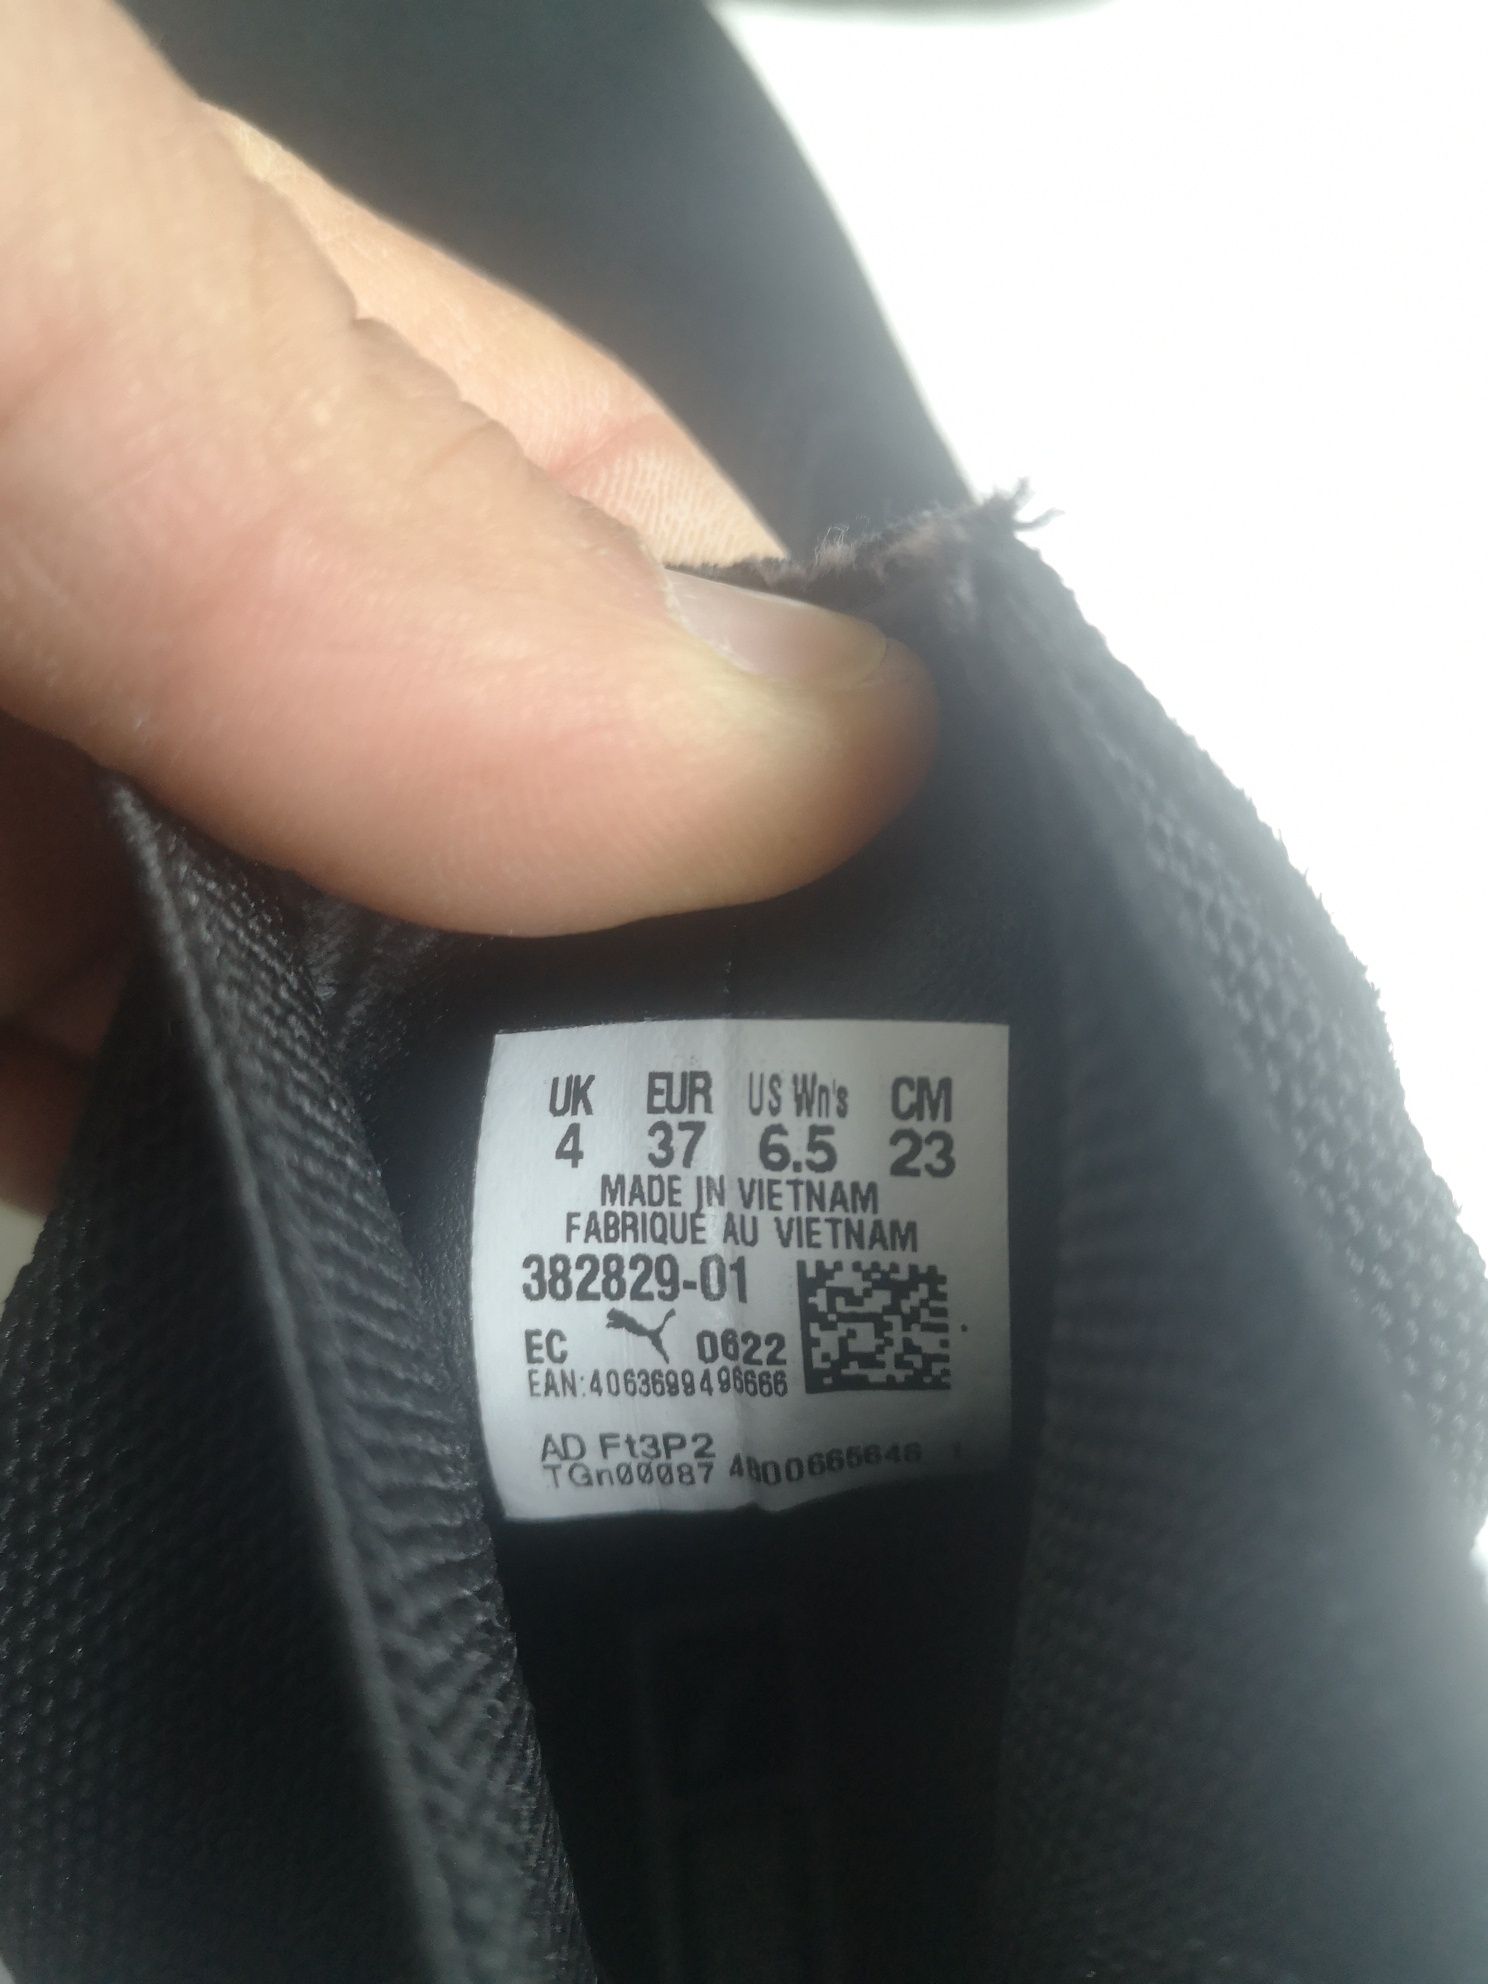 UK EUR US Wn's CM
4 37 6.5 23
MADE IN VIETNAM
FABRIQUE AU VIETNAM
382829-01
EC 0622
EAN:4063699496666
AD Ft3P2
TGn00087